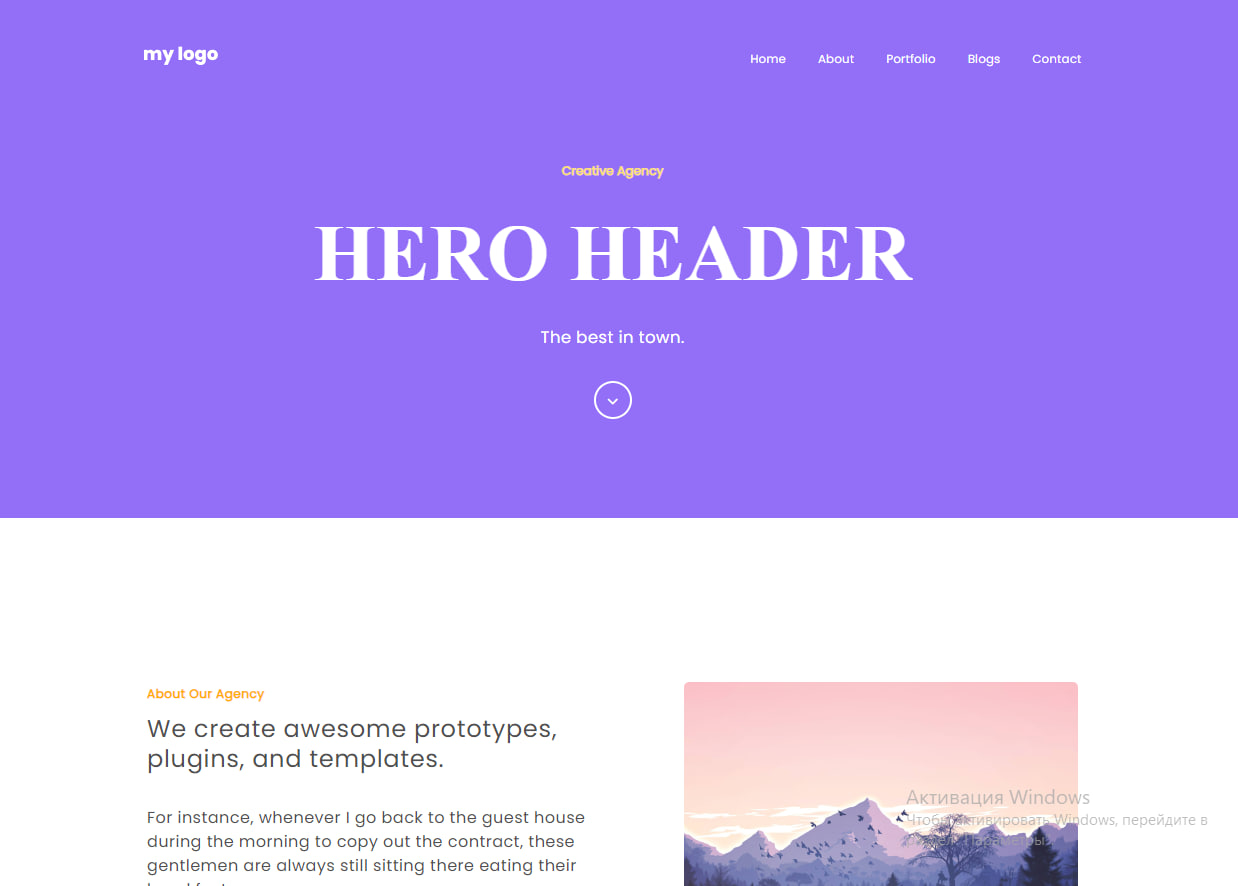 my logo
Home About Portfolio Blogs Contact
Creative Agency
HERO HEADER
The best in town.
About Our Agency
We create awesome prototypes,
plugins, and templates.
For instance, whenever I go back to the guest house
during the morning to copy out the contract, these
gentlemen are always still sitting there eating their
Активация Windows
Чтобы активировать Windows, перейдите в
раздел "Параметры".